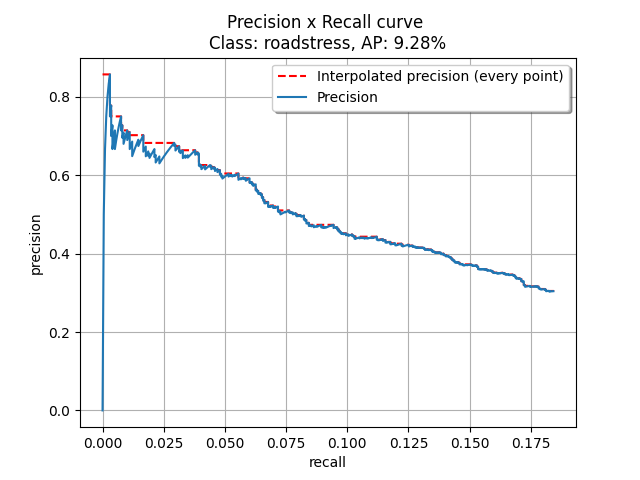 Precision x Recall curve
Class: roadstress, AP: 9.28%
Interpolated precision (every point)
Precision
precision
0.8
0.6
0.4
0.2
0.0
0.000 0.025 0.050 0.075 0.100 0.125 0.150 0.175
recall